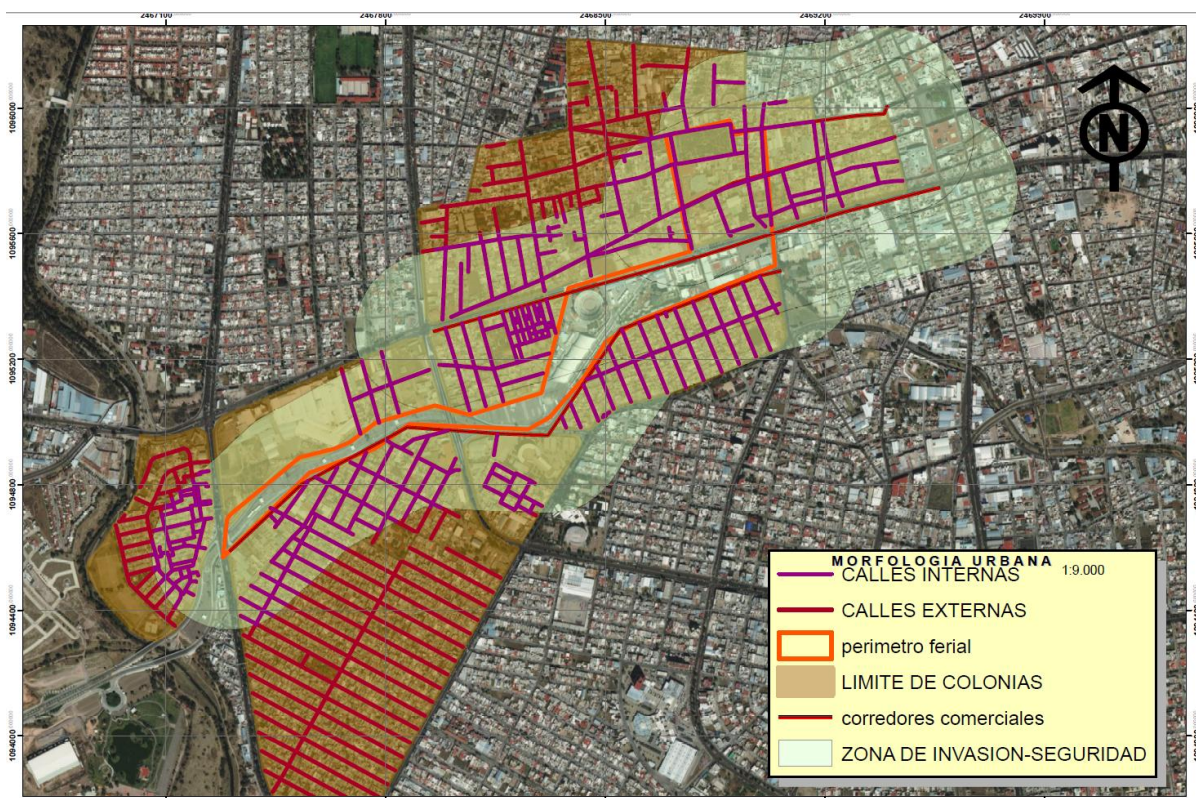 2467100 2467800 2468500 2469200 2469900
1096000
1095600
1095200
1094800
1094400
1094000
N
MORFOLOGIA URBANA
1:9.000
CALLES INTERNAS
CALLES EXTERNAS
perimetro ferial
LIMITE DE COLONIAS
corredores comerciales
ZONA DE INVASION-SEGURIDAD